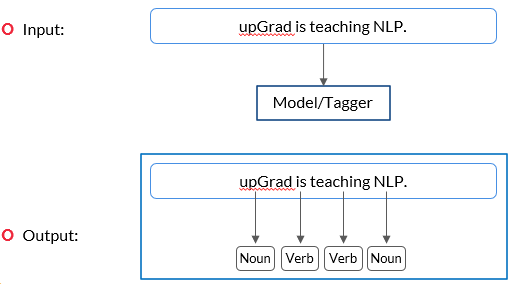 Input:
upGrad is teaching NLP.
Model/Tagger
upGrad is teaching NLP.
Output:
Noun Verb Verb Noun